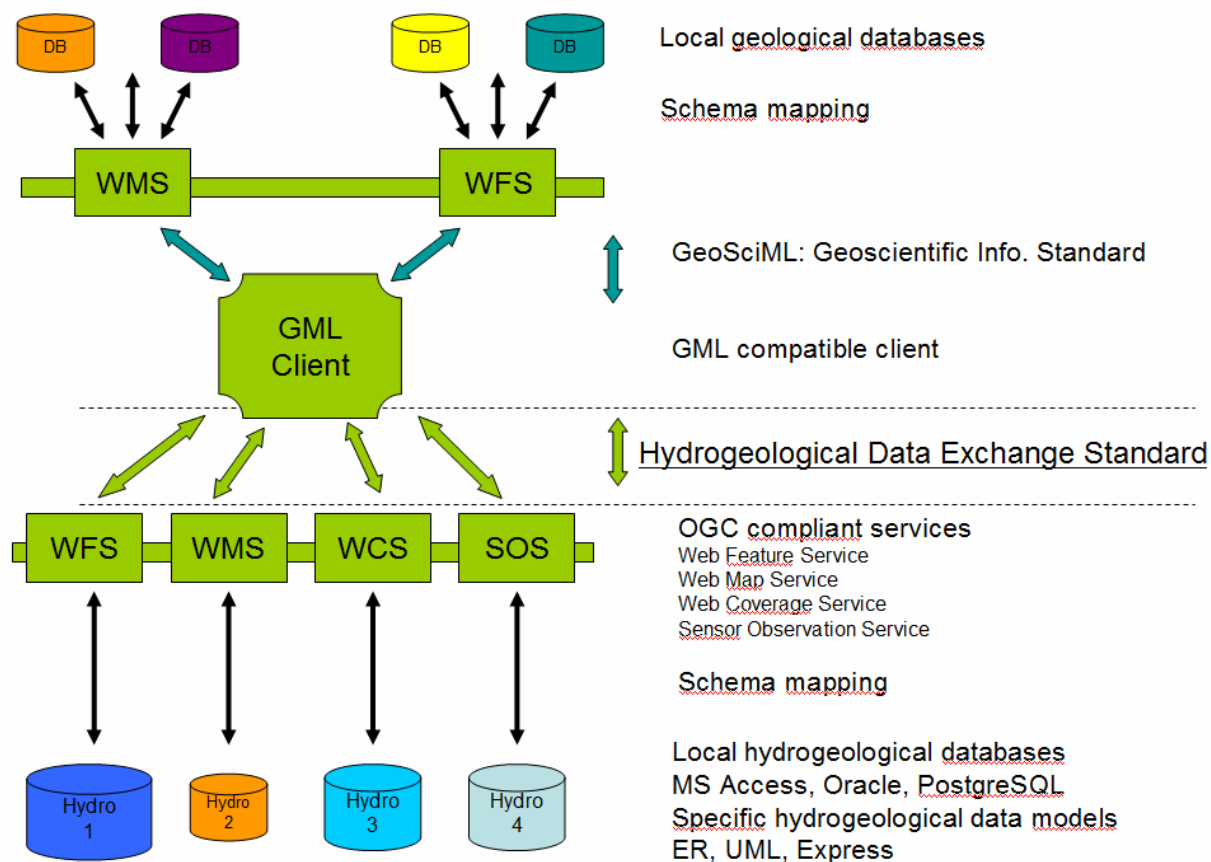 DB
DB
DB
DB
Local geological databases
Schema mapping
WMS
WFS
GeoSciML: Geoscientific Info. Standard
GML
Client
GML compatible client
Hydrogeological Data Exchange Standard
WFS
WMS
WCS
SOS
OGC compliant services
Web Feature Service
Web Map Service
Web Coverage Service
Sensor Observation Service
Schema mapping
Hydro
1
Hydro
2
Hydro
3
Hydro
4
Local hydrogeological databases
MS Access, Oracle, PostgreSQL
Specific hydrogeological data models
ER, UML, Express